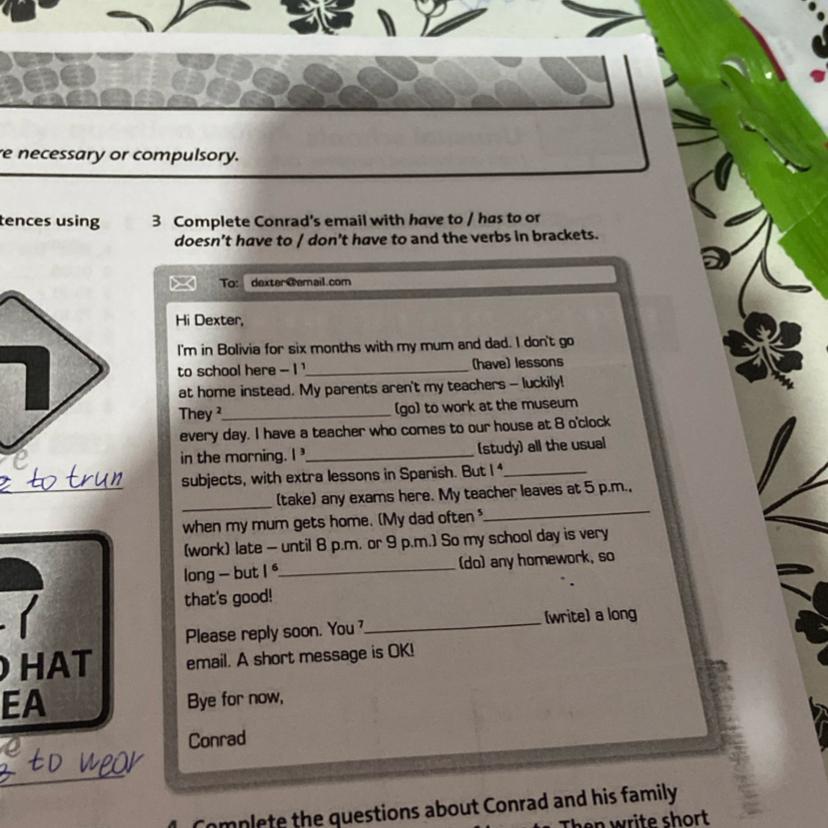 re necessary or compulsory.
tences using
3 Complete Conrad's email with have to / has to or
doesn't have to / don't have to and the verbs in brackets.
To: dexter@email.com
Hi Dexter,
I'm in Bolivia for six months with my mum and dad. I don't go
to school here – I ¹____________________ (have) lessons
at home instead. My parents aren't my teachers – luckily!
They ²____________________ (go) to work at the museum
every day. I have a teacher who comes to our house at 8 o'clock
in the morning. I ³____________________ (study) all the usual
subjects, with extra lessons in Spanish. But I ⁴__________
__________ (take) any exams here. My teacher leaves at 5 p.m.,
when my mum gets home. (My dad often ⁵____________________
(work) late – until 8 p.m. or 9 p.m.) So my school day is very
long – but I ⁶____________________ (do) any homework, so
that's good!
Please reply soon. You ⁷____________________ (write) a long
email. A short message is OK!
Bye for now,
Conrad
to trun
HAT
EA
to wear
4 Complete the questions about Conrad and his family
Then write short